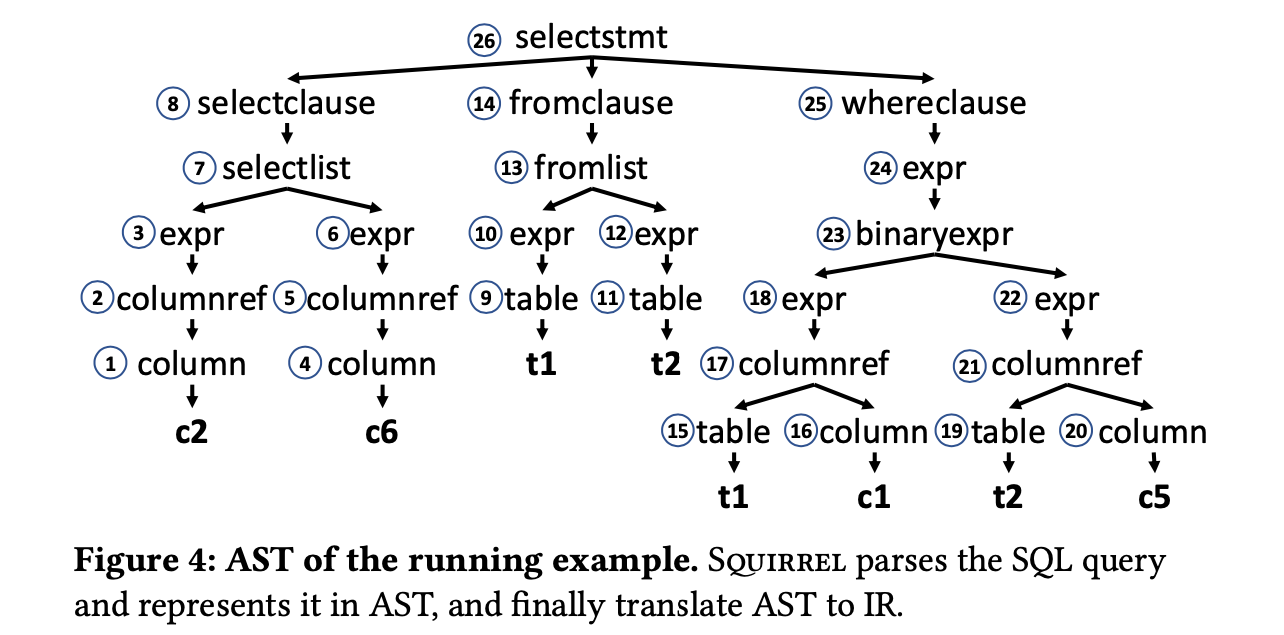 26 selectstmt
8 selectclause 14 fromclause 25 whereclause
7 selectlist 13 fromlist 24 expr
3 expr 6 expr 10 expr 12 expr 23 binaryexpr
2 columnref 5 columnref 9 table 11 table 18 expr 22 expr
1 column 4 column t1 t2 17 columnref 21 columnref
c2 c6 15 table 16 column 19 table 20 column
t1 c1 t2 c5
Figure 4: AST of the running example. SQUIRREL parses the SQL query
and represents it in AST, and finally translate AST to IR.